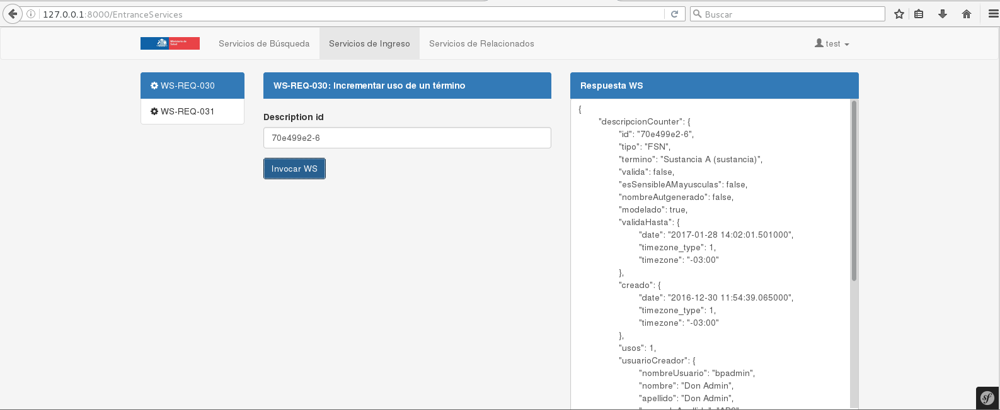 127.0.0.1:8000/EntranceServices
Buscar
Ministerio de
Salud
Servicios de Búsqueda
Servicios de Ingreso
Servicios de Relacionados
test
WS-REQ-030
WS-REQ-031
WS-REQ-030: Incrementar uso de un término
Description id
70e499e2-6
Invocar WS
Respuesta WS
{
"descripcionCounter": {
"id": "70e499e2-6",
"tipo": "FSN",
"termino": "Sustancia A (sustancia)",
"valida": false,
"esSensibleAMayusculas": false,
"nombreAutgenerado": false,
"modelado": true,
"validaHasta": {
"date": "2017-01-28 14:02:01.501000",
"timezone_type": 1,
"timezone": "-03:00"
},
"creado": {
"date": "2016-12-30 11:54:39.065000",
"timezone_type": 1,
"timezone": "-03:00"
},
"usos": 1,
"usuarioCreador": {
"nombreUsuario": "bpadmin",
"nombre": "Don Admin",
"apellido": "Don Admin",
sf